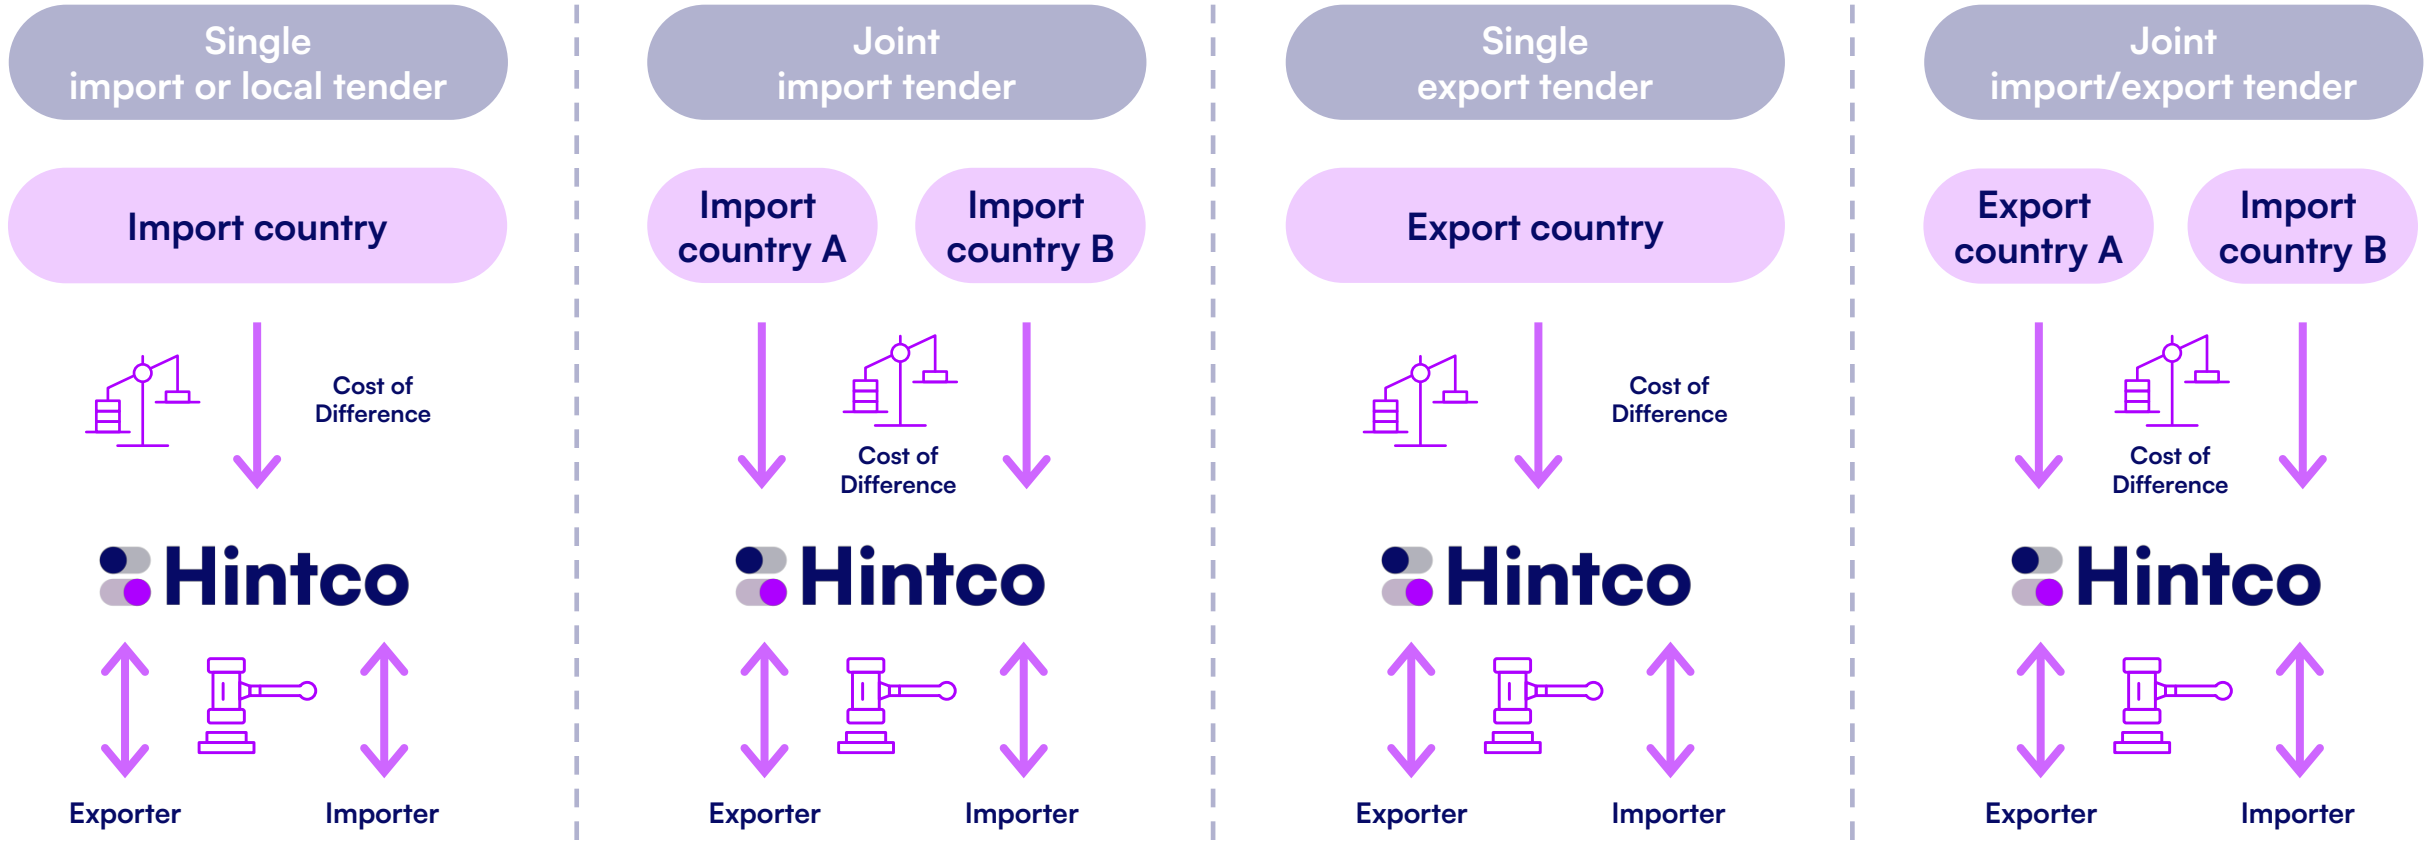 Single
import or local tender
Import country
Cost of
Difference
Hintco
Exporter
Importer
Joint
import tender
Import
country A
Import
country B
Cost of
Difference
Hintco
Exporter
Importer
Single
export tender
Export country
Cost of
Difference
Hintco
Exporter
Importer
Joint
import/export tender
Export
country A
Import
country B
Cost of
Difference
Hintco
Exporter
Importer